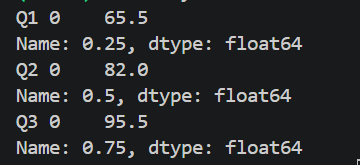 Q1 0    65.5
Name: 0.25, dtype: float64
Q2 0    82.0
Name: 0.5, dtype: float64
Q3 0    95.5
Name: 0.75, dtype: float64